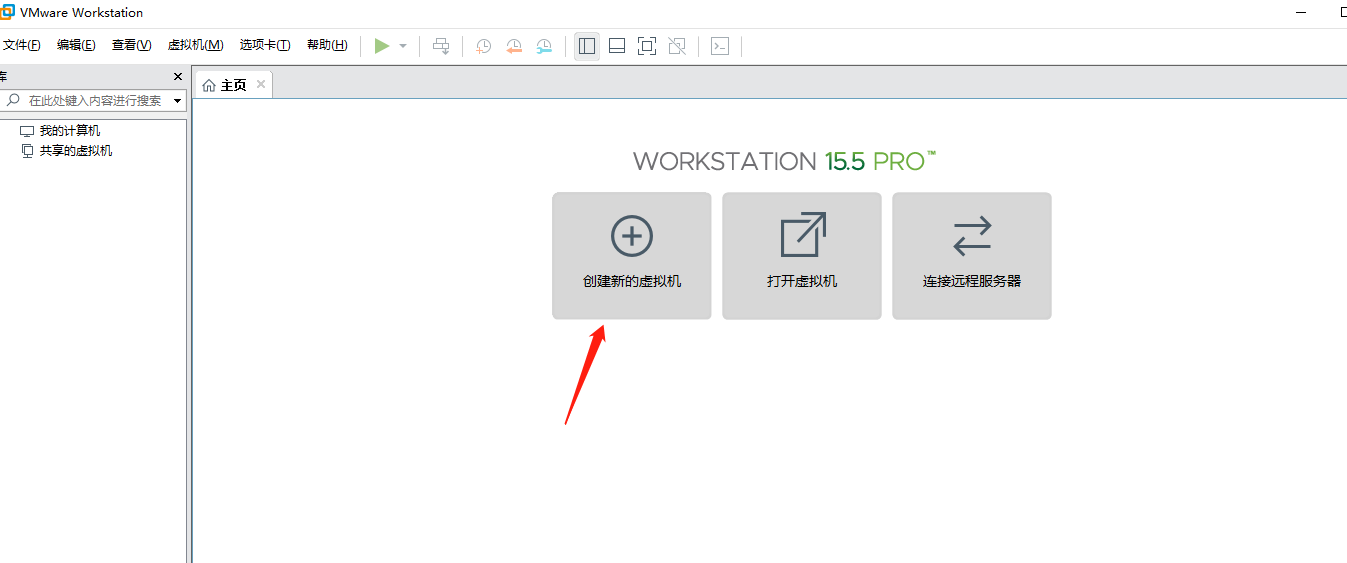 VMware Workstation
文件(F) 编辑(E) 查看(V) 虚拟机(M) 选项卡(T) 帮助(H)
库
主页
在此处键入内容进行搜索
我的计算机
共享的虚拟机
WORKSTATION 15.5 PRO™
创建新的虚拟机
打开虚拟机
连接远程服务器